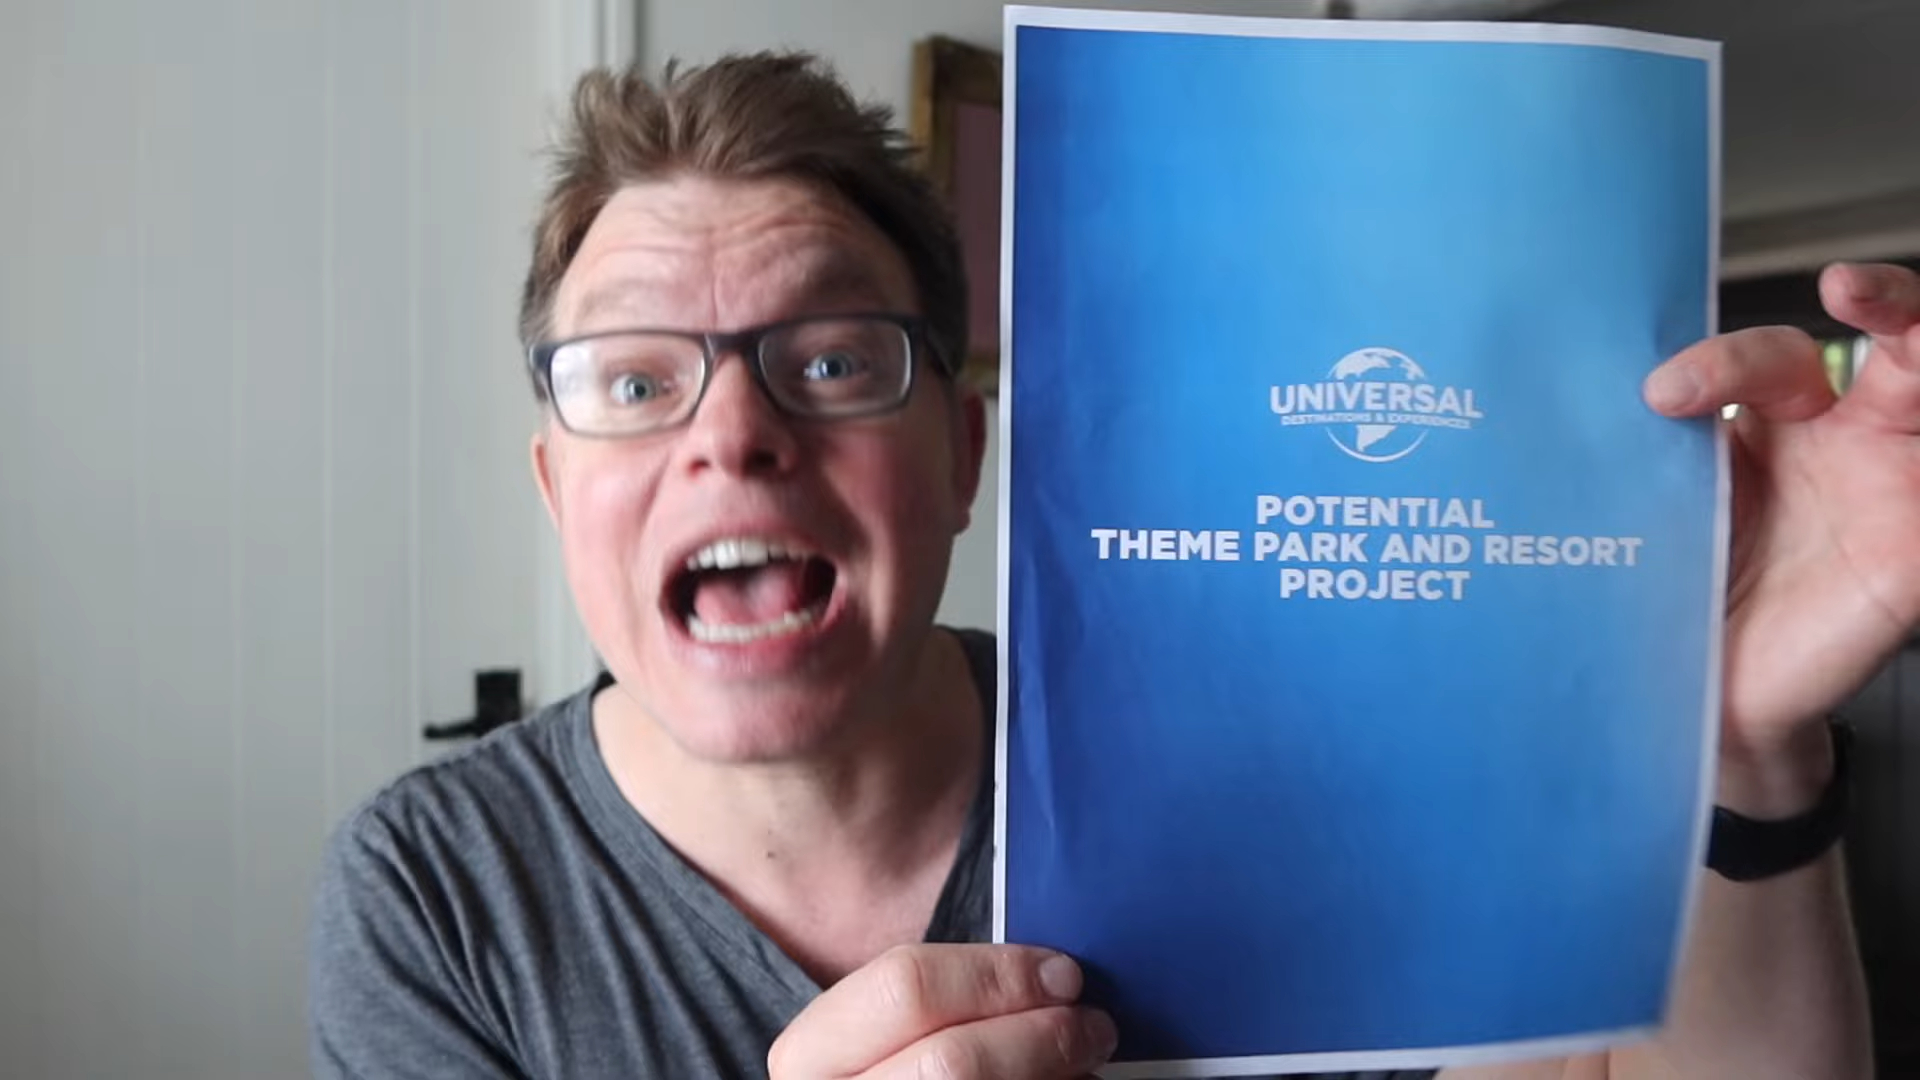 UNIVERSAL
DESTINATIONS & EXPERIENCES
POTENTIAL
THEME PARK AND RESORT
PROJECT